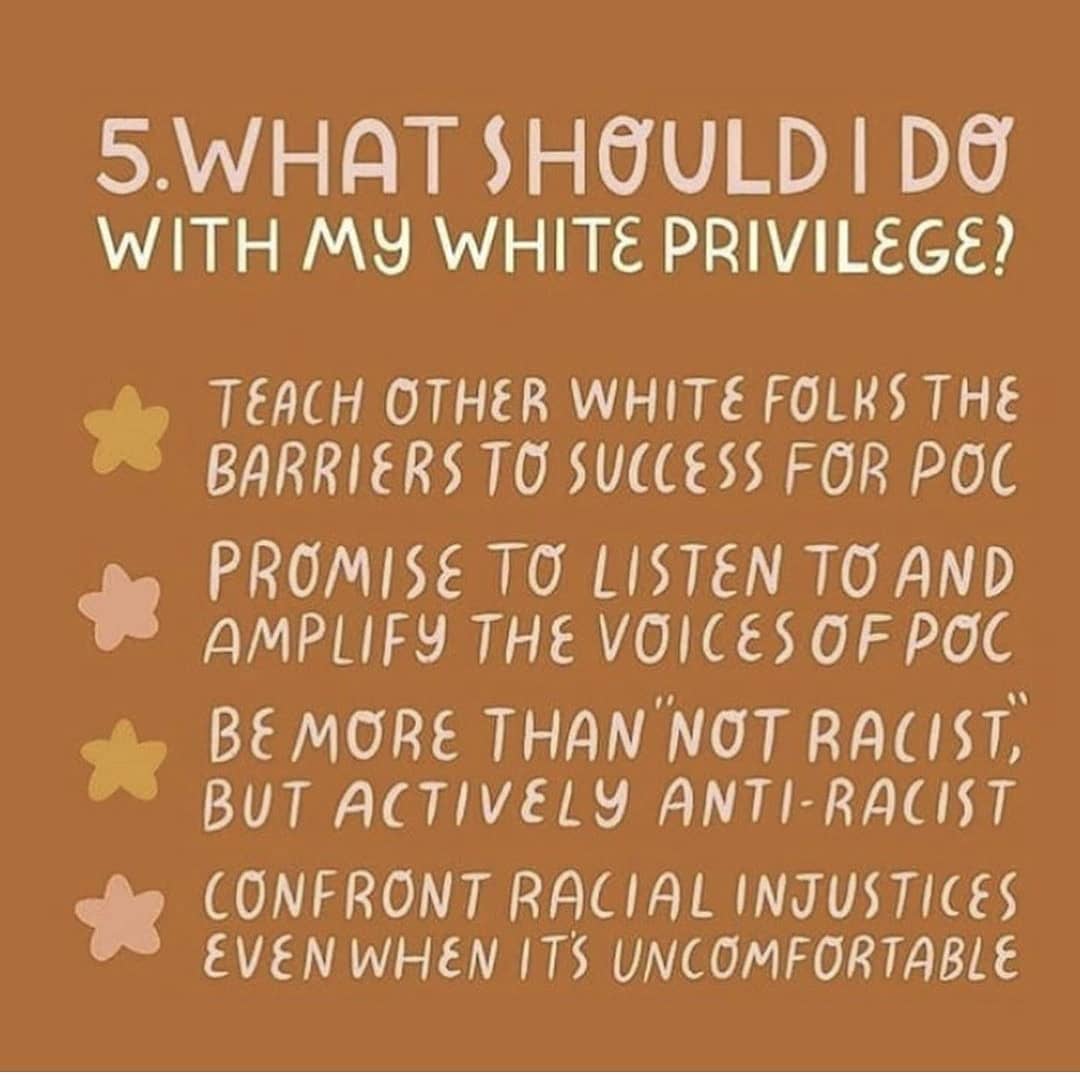 5. WHAT SHOULD I DO
WITH MY WHITE PRIVILEGE?
TEACH OTHER WHITE FOLKS THE
BARRIERS TO SUCCESS FOR POC
PROMISE TO LISTEN TO AND
AMPLIFY THE VOICES OF POC
BE MORE THAN "NOT RACIST,"
BUT ACTIVELY ANTI-RACIST
CONFRONT RACIAL INJUSTICES
EVEN WHEN IT'S UNCOMFORTABLE